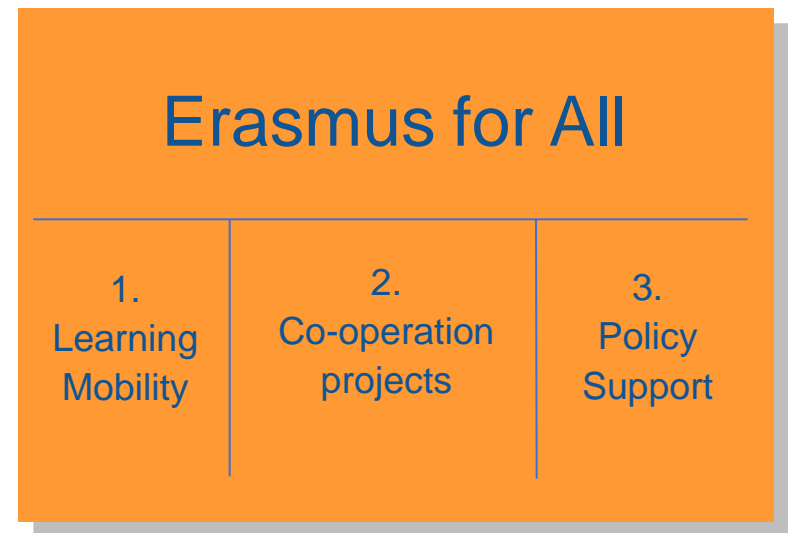 Erasmus for All
1.
Learning
Mobility
2.
Co-operation
projects
3.
Policy
Support